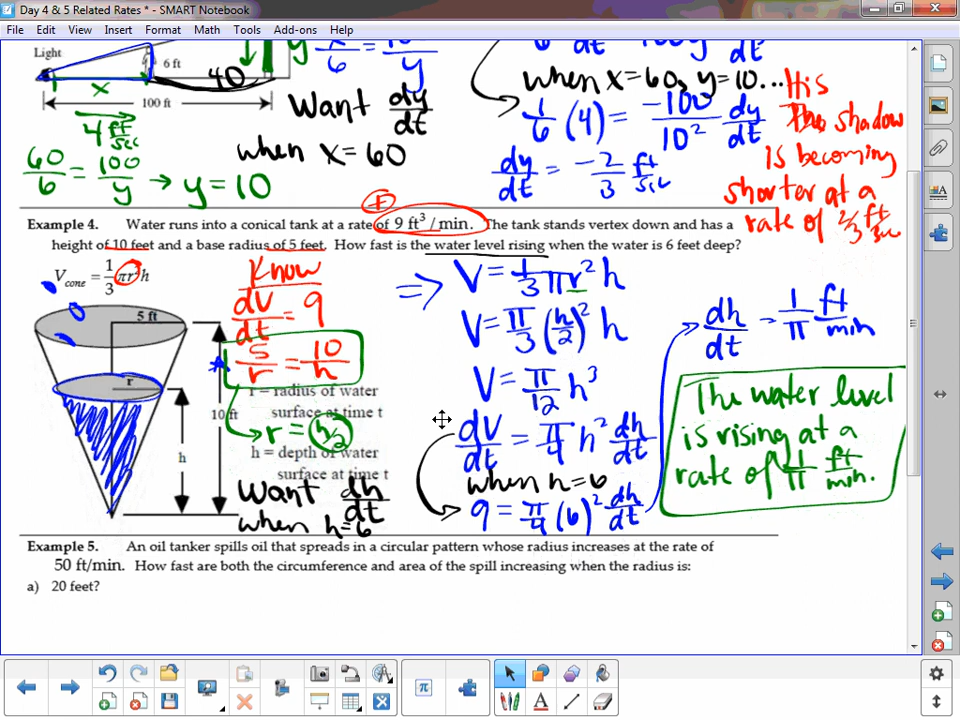 Day 4 & 5 Related Rates * - SMART Notebook
File Edit View Insert Format Math Tools Add-ons Help
Light
6 ft
x
40
100 ft
4 ft/sec
60/6 = 100/y → y = 10
Want dy/dt
when x = 60
when x=60, y=10...
1/6 (4) = -100/10² dy/dt
dy/dt = -2/3 ft/sec
His
shadow
is becoming
shorter at a
rate of 2/3 ft/sec
Example 4. Water runs into a conical tank at a rate of 9 ft³/min. The tank stands vertex down and has a
height of 10 feet and a base radius of 5 feet. How fast is the water level rising when the water is 6 feet deep?
V cone = 1/3 πr²h
5 ft
r
10 ft
h
Know
dV/dt = 9
5/r = 10/h
r = radius of water
surface at time t
r = h/2
h = depth of water
surface at time t
Want dh/dt
when h=6
⇒ V = 1/3 πr² h
V = π/3 (h/2)² h
V = π/12 h³
dV/dt = π/4 h² dh/dt
when h=6
9 = π/4 (6)² dh/dt
dh/dt = 1/π ft/min
The water level
is rising at a
rate of 1/π ft/min.
Example 5. An oil tanker spills oil that spreads in a circular pattern whose radius increases at the rate of
50 ft/min. How fast are both the circumference and area of the spill increasing when the radius is:
a) 20 feet?